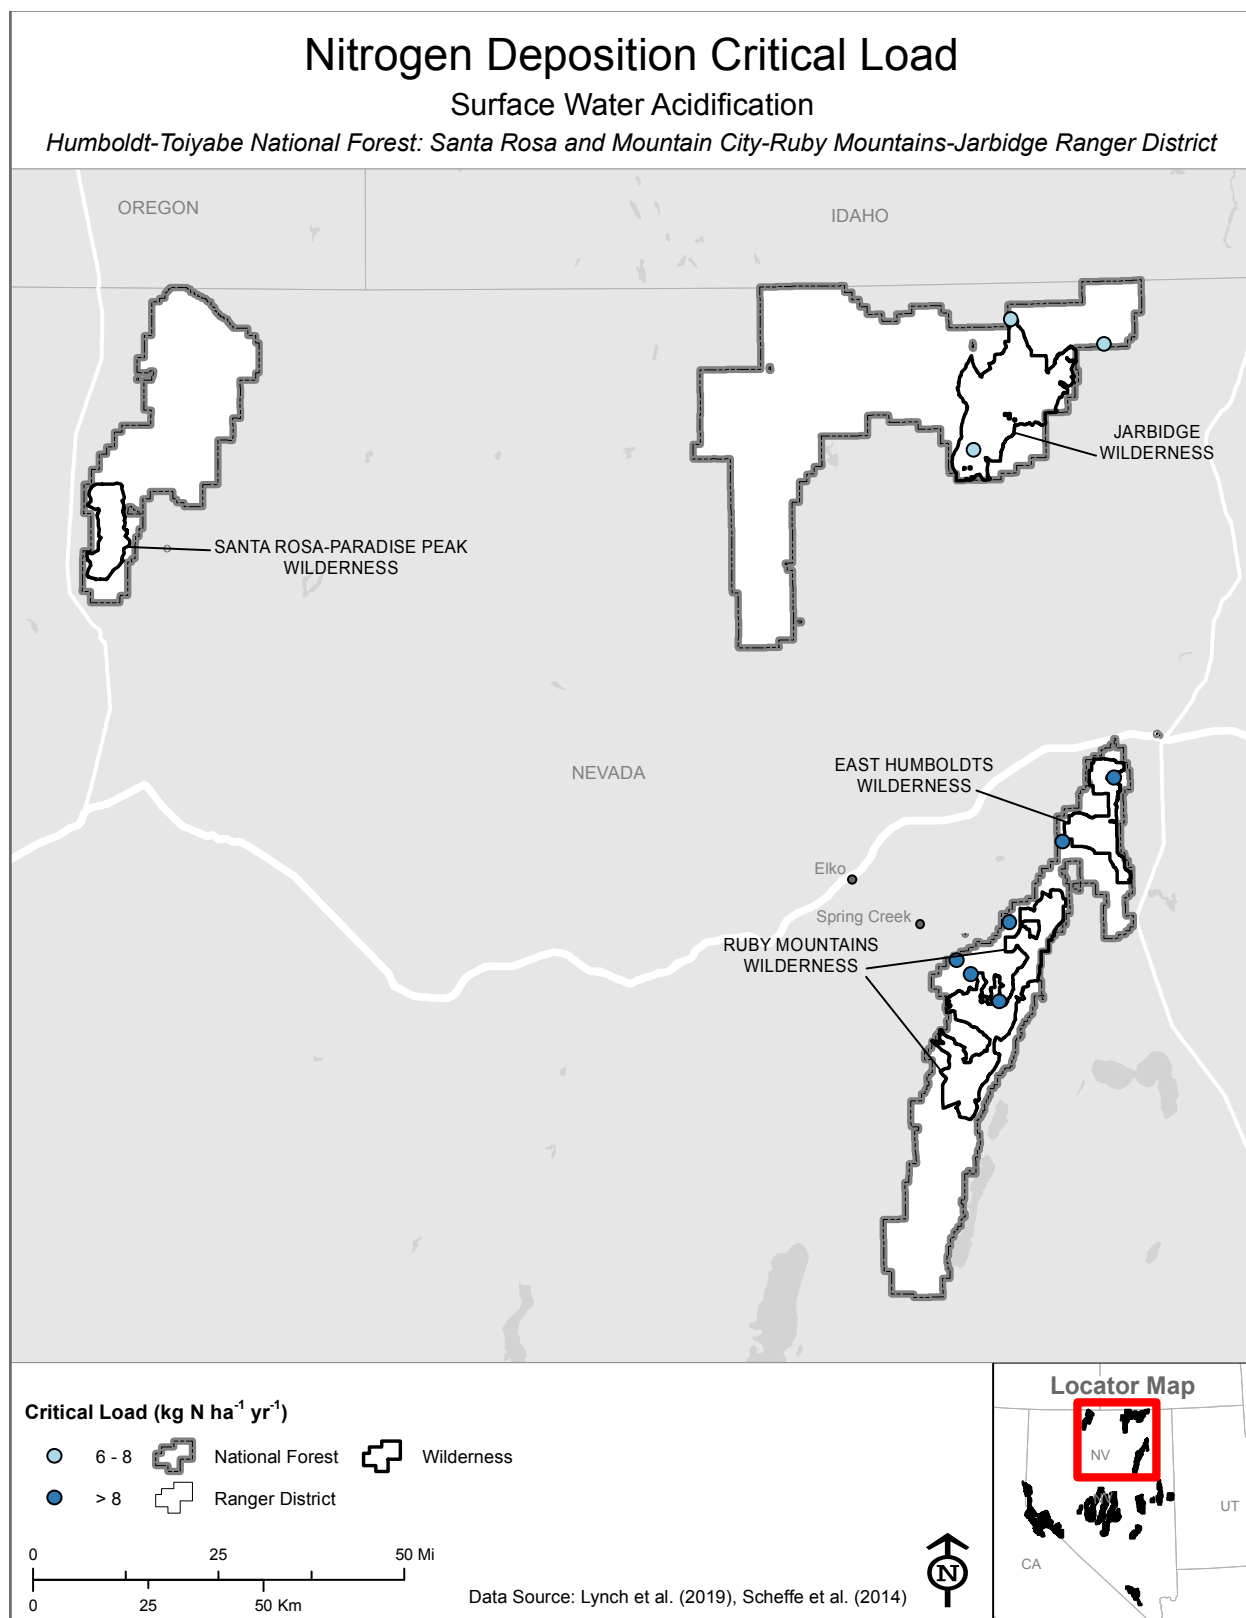 Nitrogen Deposition Critical Load
Surface Water Acidification
Humboldt-Toiyabe National Forest: Santa Rosa and Mountain City-Ruby Mountains-Jarbidge Ranger District
OREGON
IDAHO
JARBIDGE
WILDERNESS
SANTA ROSA-PARADISE PEAK
WILDERNESS
NEVADA
EAST HUMBOLDTS
WILDERNESS
Elko
Spring Creek
RUBY MOUNTAINS
WILDERNESS
Critical Load (kg N ha⁻¹ yr⁻¹)
6 - 8
National Forest
Wilderness
> 8
Ranger District
0 25 50 Mi
0 25 50 Km
Data Source: Lynch et al. (2019), Scheffe et al. (2014)
N
Locator Map
NV
NV
UT
CA